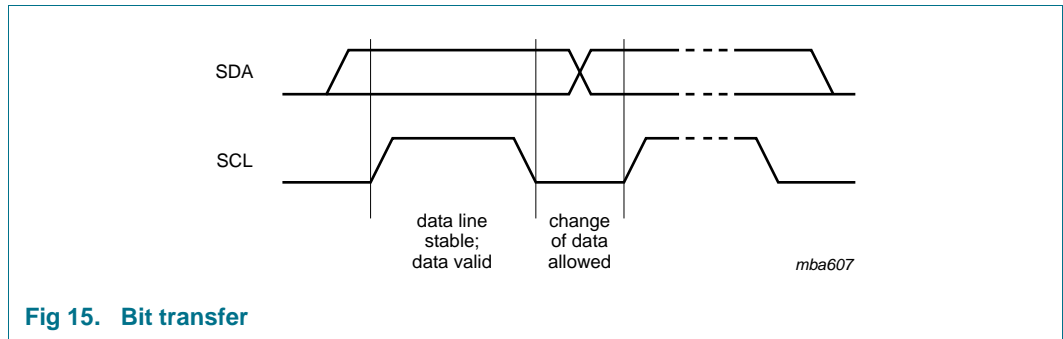 SDA
SCL
data line
stable;
data valid
change
of data
allowed
mba607
Fig 15. Bit transfer